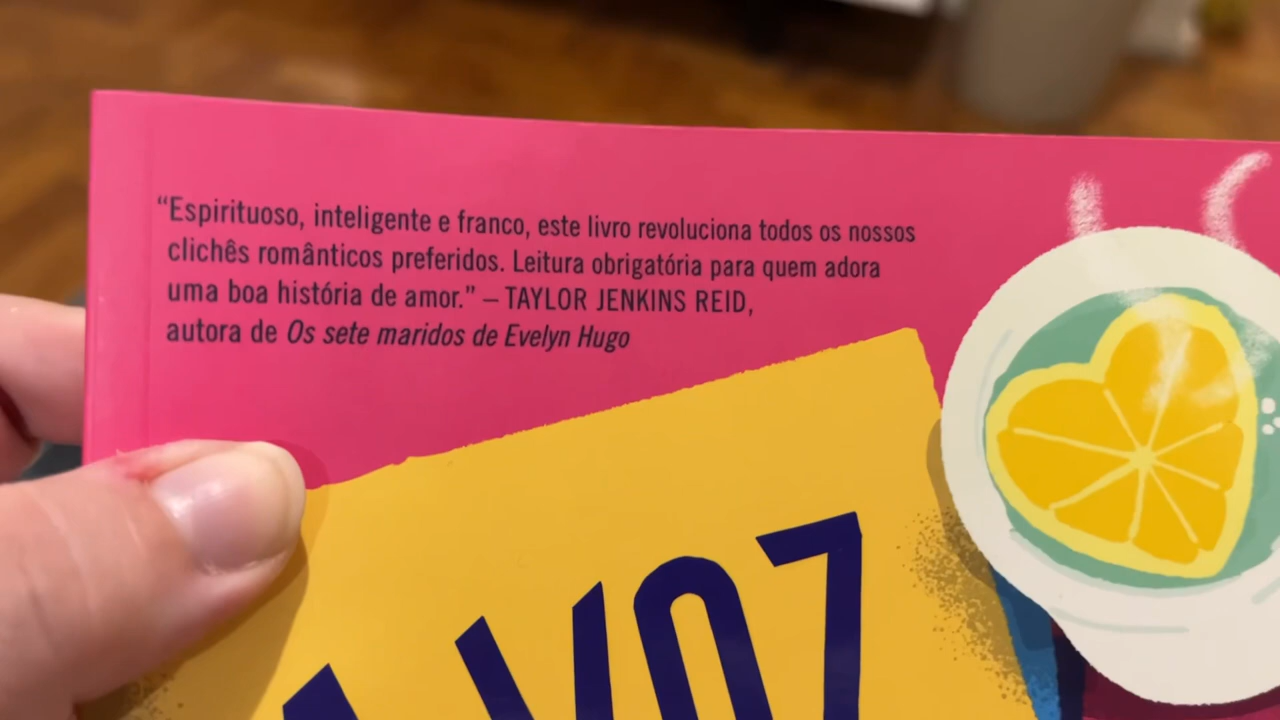 “Espirituoso, inteligente e franco, este livro revoluciona todos os nossos
clichês românticos preferidos. Leitura obrigatória para quem adora
uma boa história de amor.” – TAYLOR JENKINS REID,
autora de Os sete maridos de Evelyn Hugo
A VOZ